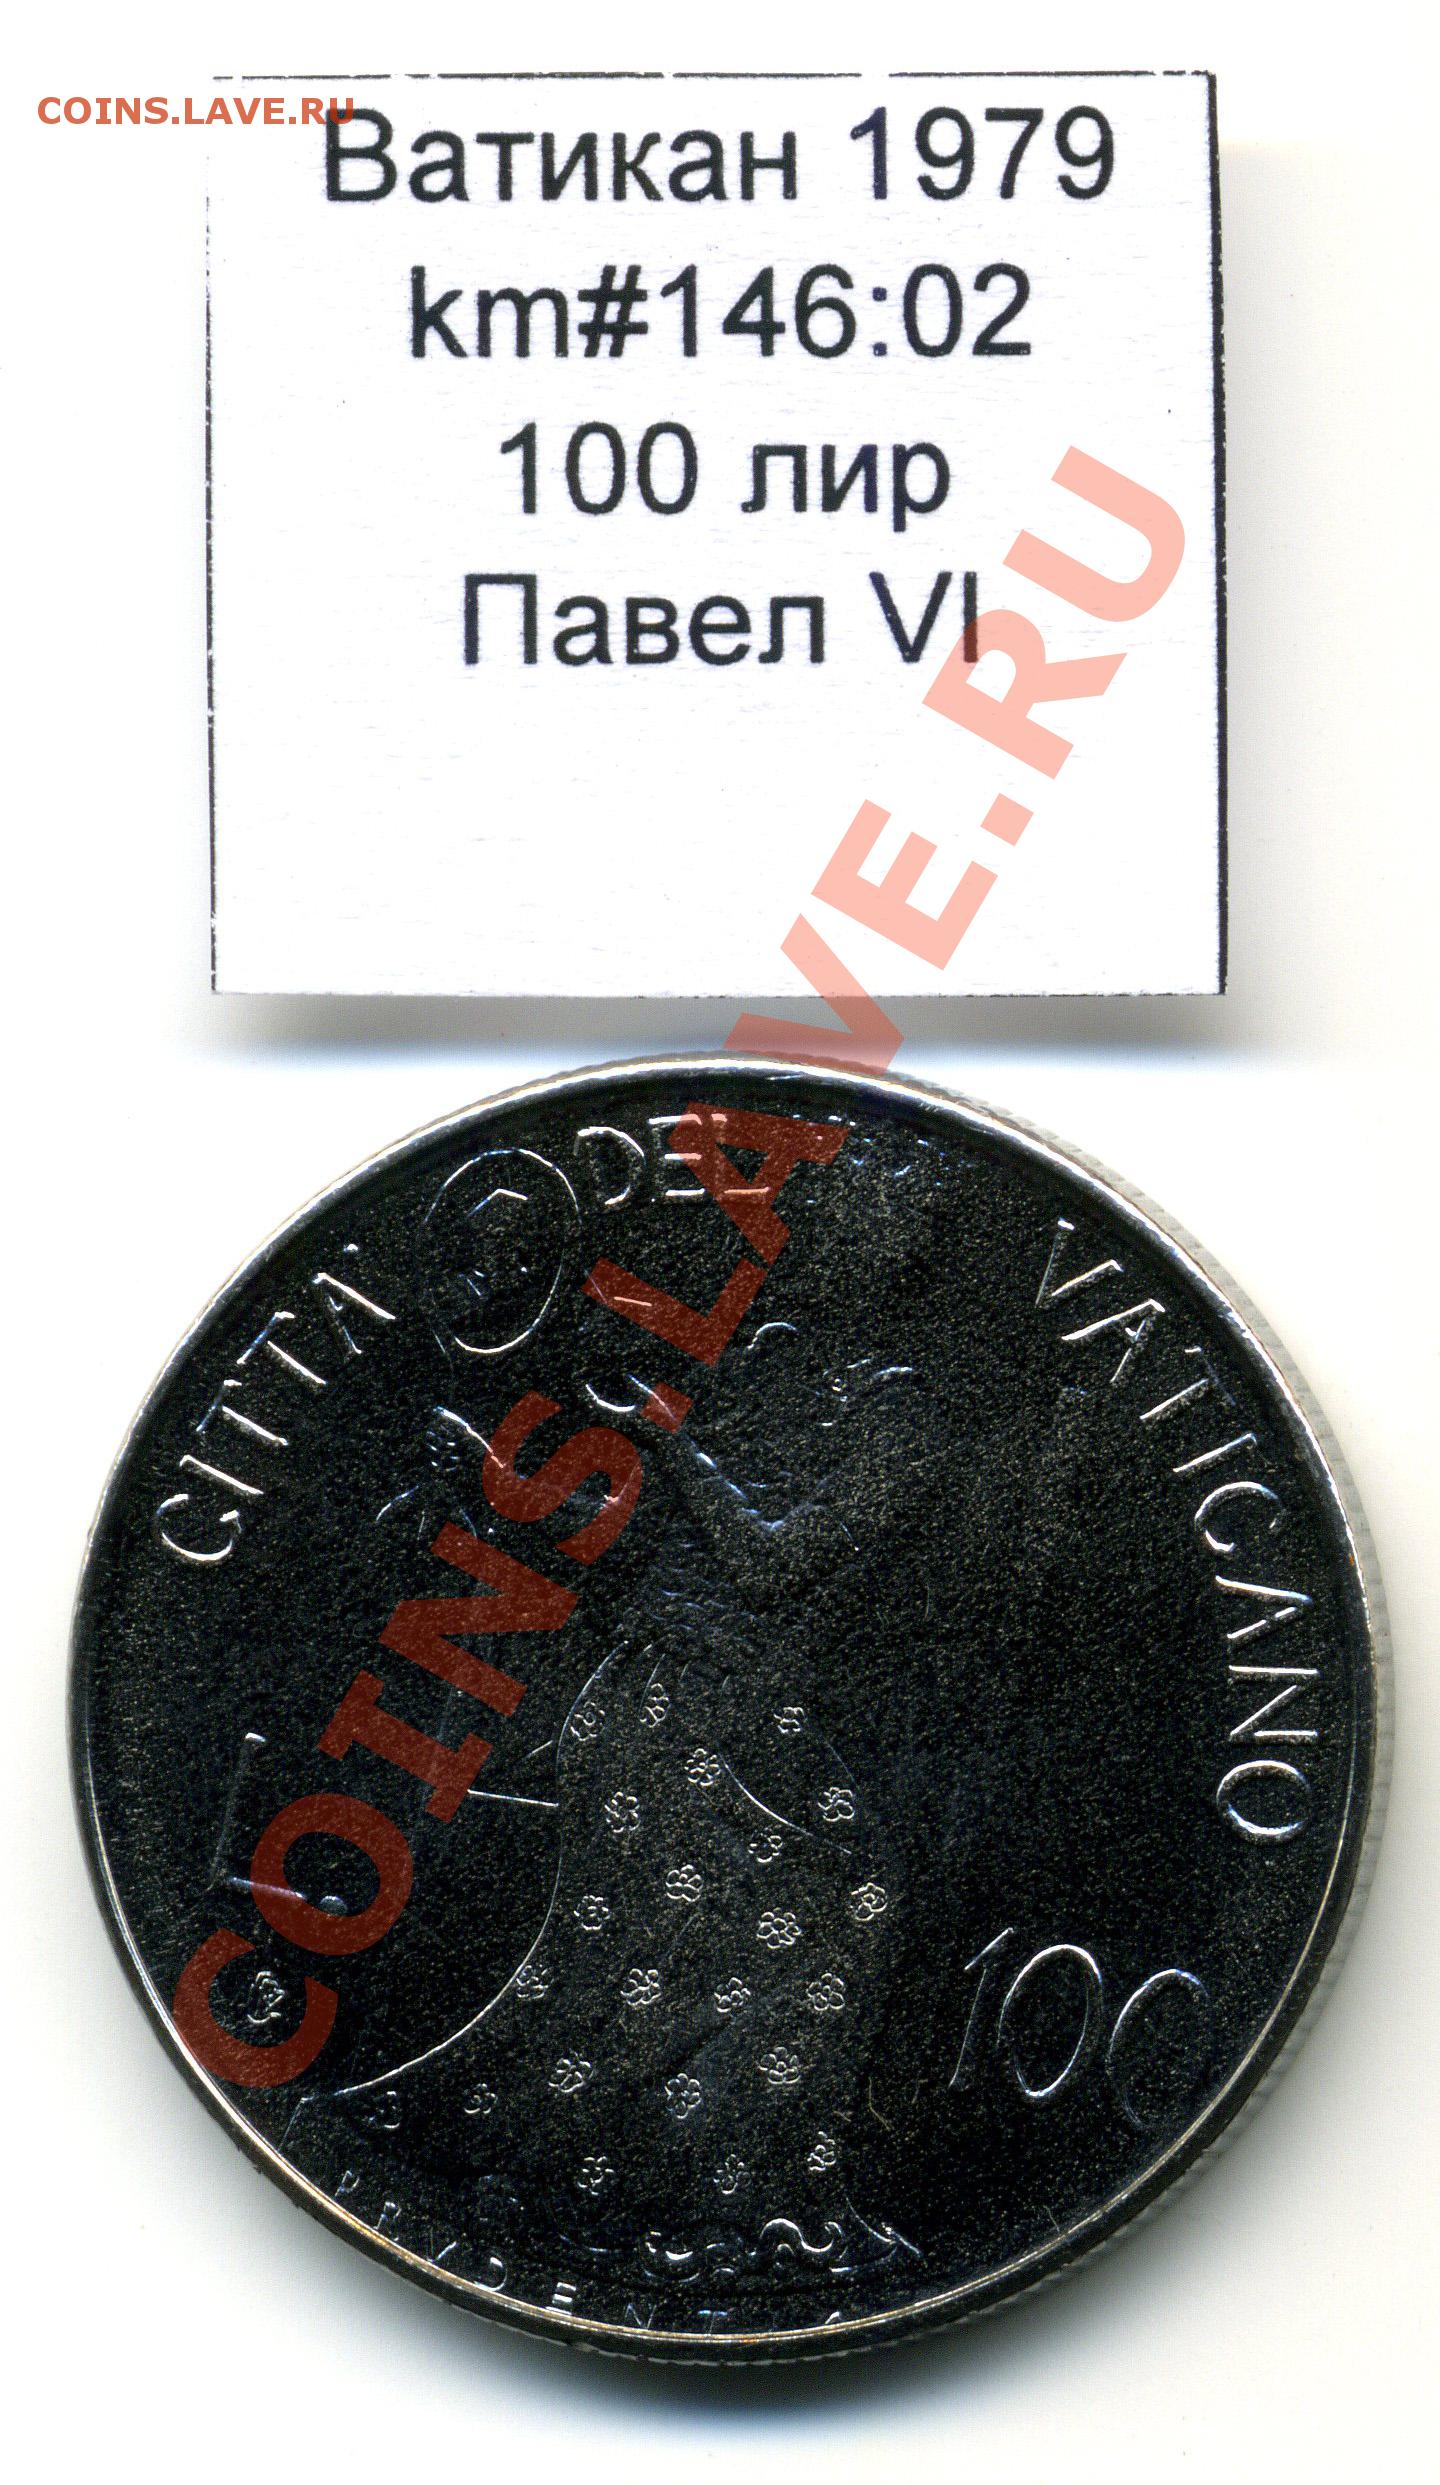 COINS.LAVE.RU
Ватикан 1979
km#146:02
100 лир
Павел VI
COINS.LAVE.RU
CITTA' DEL VATICANO
100
PRVDENTIA